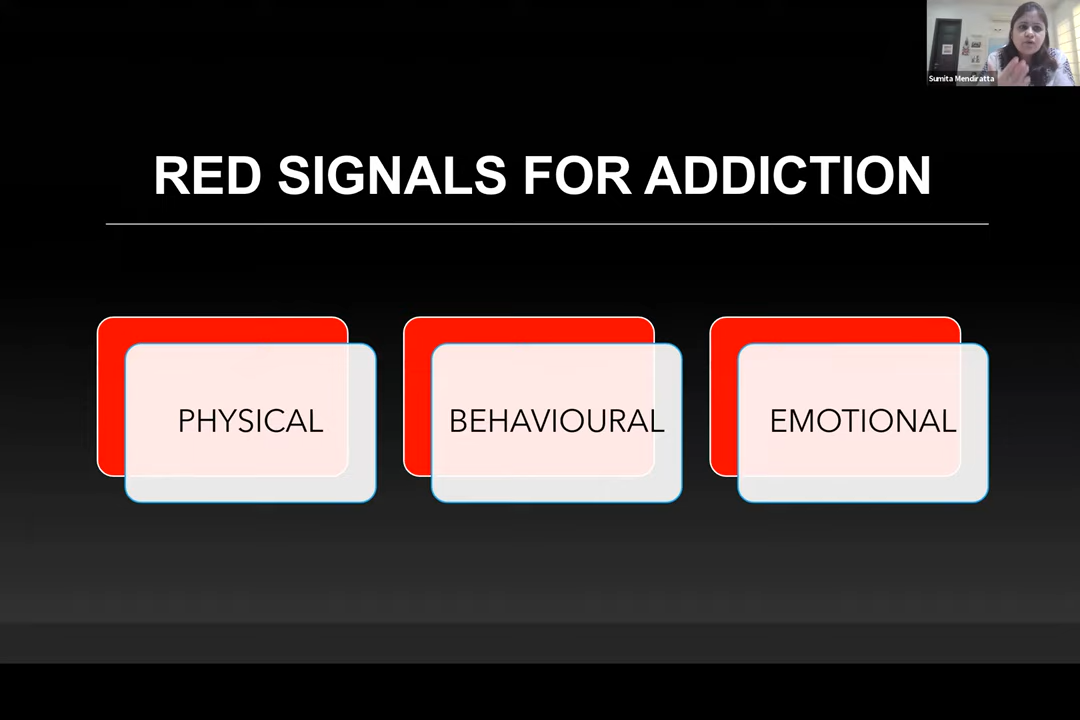 Sumita Mendiratta
RED SIGNALS FOR ADDICTION
PHYSICAL
BEHAVIOURAL
EMOTIONAL